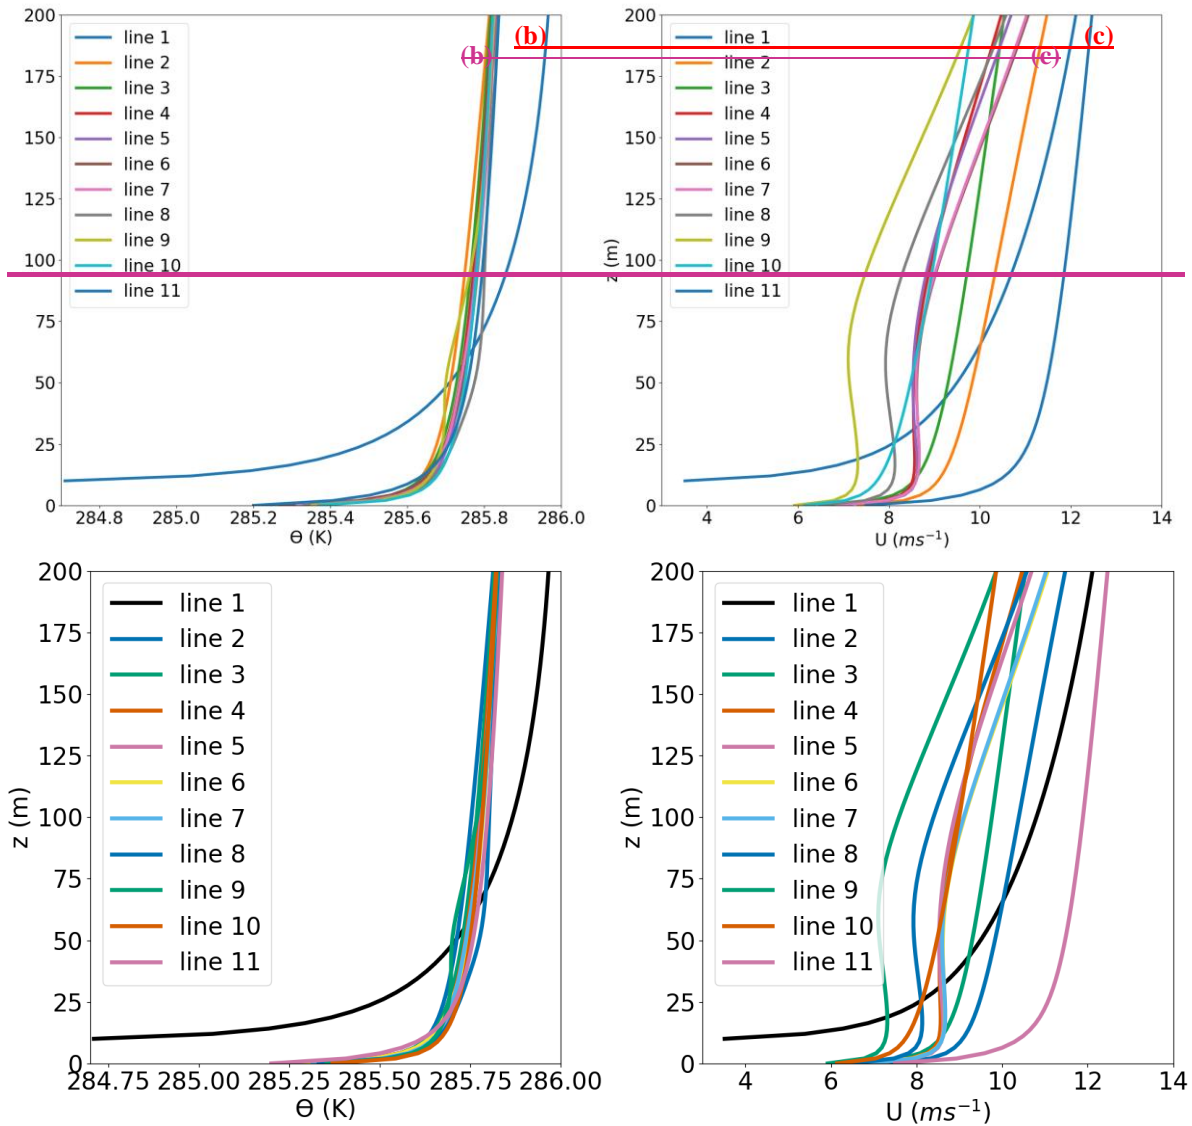 200
175
150
125
100
75
50
25
0
line 1
line 2
line 3
line 4
line 5
line 6
line 7
line 8
line 9
line 10
line 11
284.8 285.0 285.2 285.4 285.6 285.8 286.0
Θ (K)
(b) (c)
(b) (c)
200
175
150
125
100
75
50
25
0
z (m)
line 1
line 2
line 3
line 4
line 5
line 6
line 7
line 8
line 9
line 10
line 11
4 6 8 10 12 14
U (ms⁻¹)
200
175
150
125
100
75
50
25
0
z (m)
line 1
line 2
line 3
line 4
line 5
line 6
line 7
line 8
line 9
line 10
line 11
284.75 285.00 285.25 285.50 285.75 286.00
Θ (K)
200
175
150
125
100
75
50
25
0
z (m)
line 1
line 2
line 3
line 4
line 5
line 6
line 7
line 8
line 9
line 10
line 11
4 6 8 10 12 14
U (ms⁻¹)